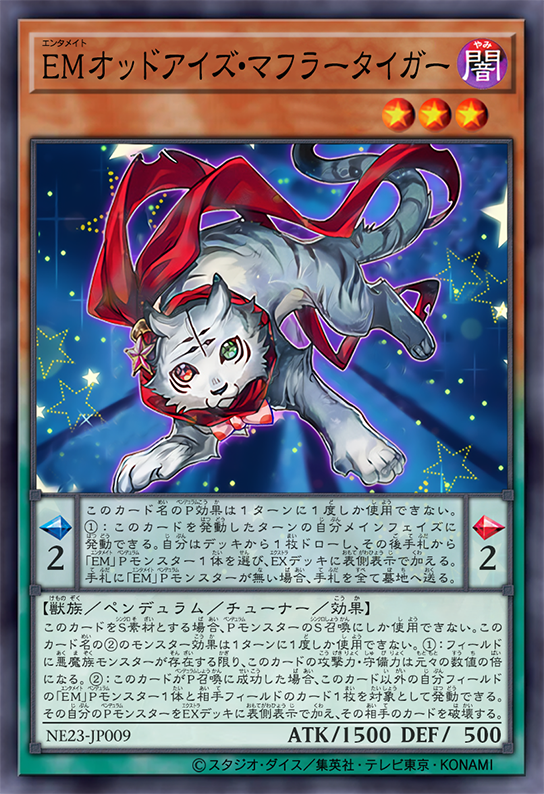 エンタメイト
EMオッドアイズ・マフラータイガー
やみ
闇
このカード名のP効果は1ターンに1度しか使用できない。
①:このカードを発動したターンの自分メインフェイズに
発動できる。自分はデッキから1枚ドローし、その後手札から
「EM」Pモンスター1体を選び、EXデッキに表側表示で加える。
手札に「EM」Pモンスターが無い場合、手札を全て墓地へ送る。
2
2
【獣族/ペンデュラム/チューナー/効果】
このカードをS素材とする場合、PモンスターのS召喚にしか使用できない。この
カード名の②のモンスター効果は1ターンに1度しか使用できない。①:フィールド
に悪魔族モンスターが存在する限り、このカードの攻撃力・守備力は元々の数値の倍
になる。②:このカードがP召喚に成功した場合、このカード以外の自分フィールド
の「EM」Pモンスター1体と相手フィールドのカード1枚を対象として発動できる。
その自分のPモンスターをEXデッキに表側表示で加え、その相手のカードを破壊する。
NE23-JP009
ATK/1500 DEF/ 500
©スタジオ・ダイス/集英社・テレビ東京・KONAMI